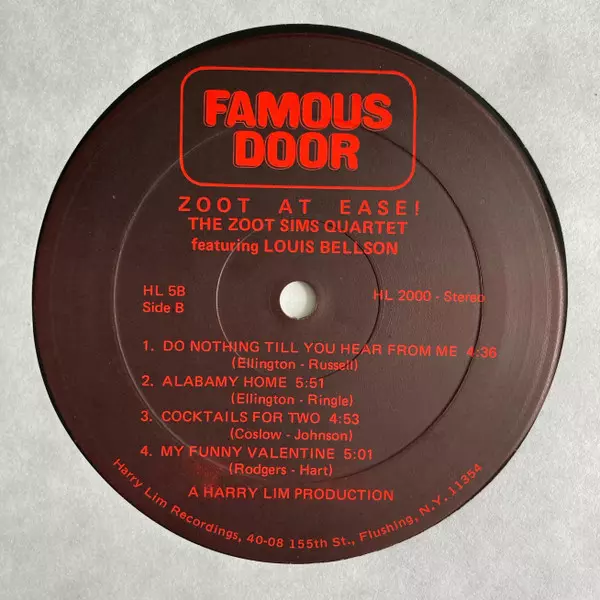 FAMOUS
DOOR
ZOOT AT EASE!
THE ZOOT SIMS QUARTET
featuring LOUIS BELLSON
HL 5B
Side B
HL 2000 - Stereo
1. DO NOTHING TILL YOU HEAR FROM ME 4:36
(Ellington - Russell)
2. ALABAMY HOME 5:51
(Ellington - Ringle)
3. COCKTAILS FOR TWO 4:53
(Coslow - Johnson)
4. MY FUNNY VALENTINE 5:01
(Rodgers - Hart)
A HARRY LIM PRODUCTION
Harry Lim Recordings, 40-08 155th St., Flushing, N.Y. 11354